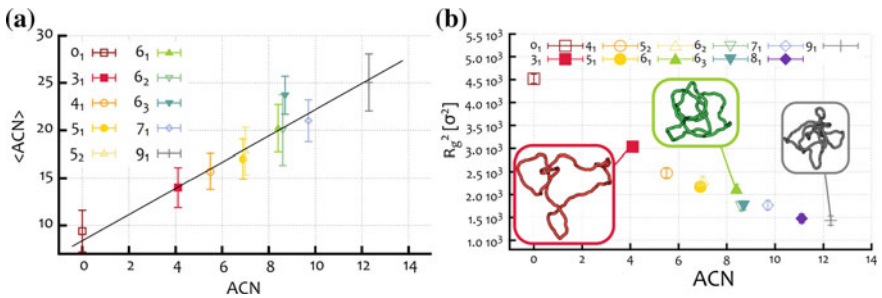 (a)
30
25
20
15
10
<ACN>
0₁
3₁
4₁
5₁
5₂
6₁
6₂
6₃
7₁
9₁
0 2 4 6 8 10 12 14
ACN
(b)
5.5 10³
5.0 10³
4.5 10³
4.0 10³
3.5 10³
3.0 10³
2.5 10³
2.0 10³
1.5 10³
1.0 10³
Rg² [σ²]
0₁ 4₁ 5₂ 6₂ 7₁ 9₁
3₁ 5₁ 6₁ 6₃ 8₁
0 2 4 6 8 10 12 14
ACN